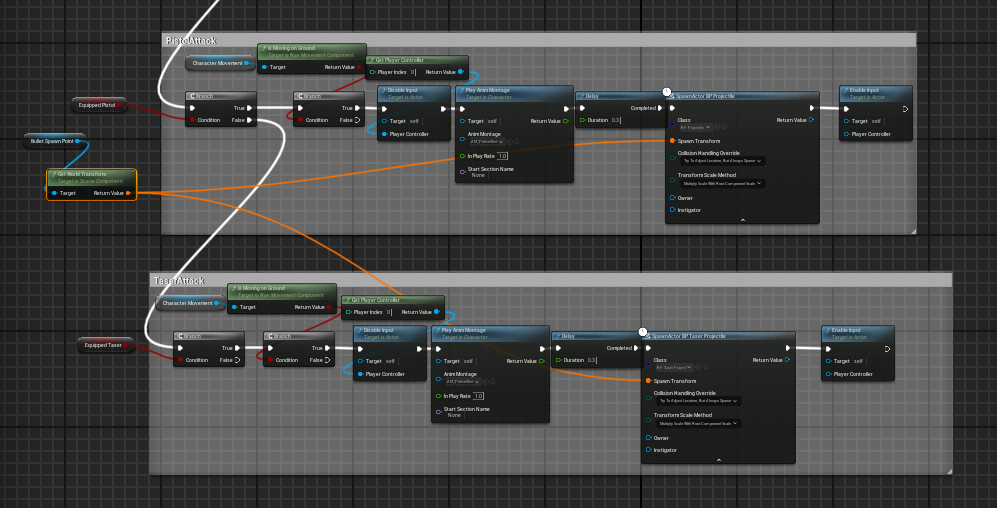 PistolAttack
Is Moving on Ground
Target is Nav Movement Component
Character Movement
Target
Return Value
Get Player Controller
Player Index 0
Return Value
Equipped Pistol
Branch
True
Condition
False
Branch
True
Condition
False
Disable Input
Target is Actor
Target self
Player Controller
Play Anim Montage
Target is Character
Target self
Return Value
Anim Montage
In Play Rate 1.0
Start Section Name
None
Delay
Completed
Duration 0.3
SpawnActor BP Projectile
Class
Return Value
BP_Projectile
Spawn Transform
Collision Handling Override
Try To Adjust Location, But Always Spawn
Transform Scale Method
Multiply Scale With Root Component Scale
Owner
Instigator
Enable Input
Target is Actor
Target self
Player Controller
Bullet Spawn Point
Get World Transform
Target is Scene Component
Target
Return Value
TaserAttack
Is Moving on Ground
Target is Nav Movement Component
Character Movement
Target
Return Value
Get Player Controller
Player Index 0
Return Value
Equipped Taser
Branch
True
Condition
False
Branch
True
Condition
False
Disable Input
Target is Actor
Target self
Player Controller
Play Anim Montage
Target is Character
Target self
Return Value
Anim Montage
In Play Rate 1.0
Start Section Name
None
Delay
Completed
Duration 0.3
SpawnActor BP Taser Projectile
Class
Return Value
BP_Taser Projectile
Spawn Transform
Collision Handling Override
Try To Adjust Location, But Always Spawn
Transform Scale Method
Multiply Scale With Root Component Scale
Owner
Instigator
Enable Input
Target is Actor
Target self
Player Controller